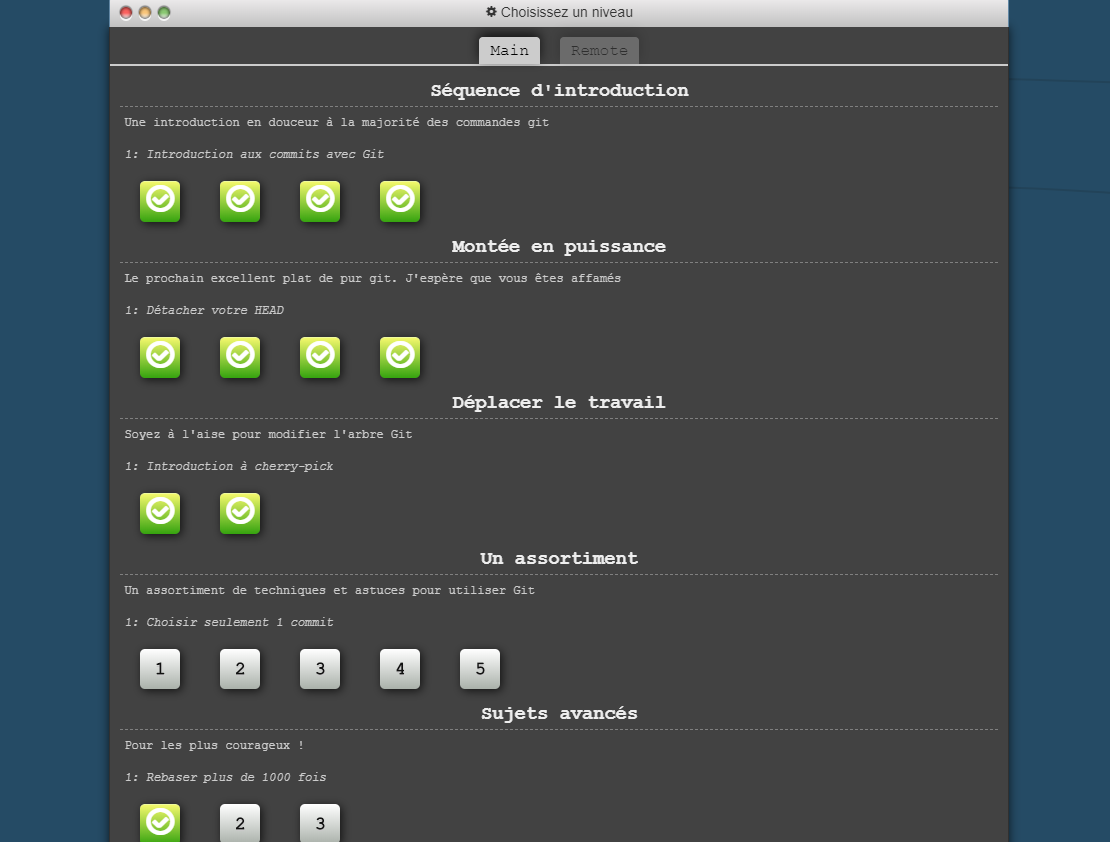 Choisissez un niveau
Main Remote
Séquence d'introduction
Une introduction en douceur à la majorité des commandes git
1: Introduction aux commits avec Git
Montée en puissance
Le prochain excellent plat de pur git. J'espère que vous êtes affamés
1: Détacher votre HEAD
Déplacer le travail
Soyez à l'aise pour modifier l'arbre Git
1: Introduction à cherry-pick
Un assortiment
Un assortiment de techniques et astuces pour utiliser Git
1: Choisir seulement 1 commit
1 2 3 4 5
Sujets avancés
Pour les plus courageux !
1: Rebaser plus de 1000 fois
2 3